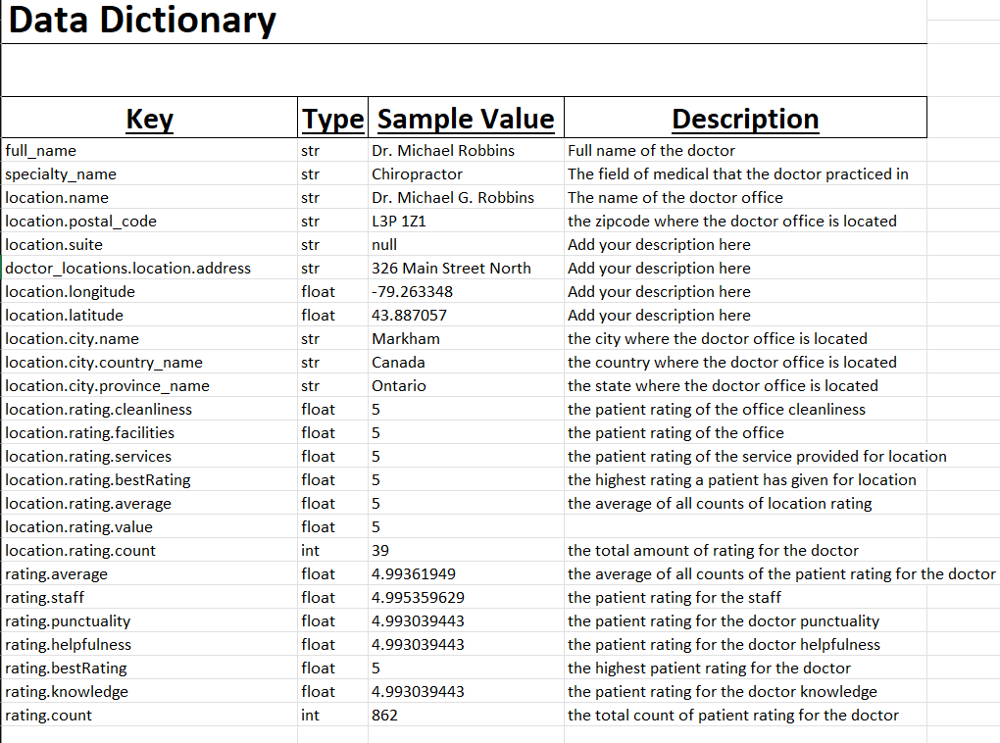 Data Dictionary
Key Type Sample Value Description
full_name str Dr. Michael Robbins Full name of the doctor
specialty_name str Chiropractor The field of medical that the doctor practiced in
location.name str Dr. Michael G. Robbins The name of the doctor office
location.postal_code str L3P 1Z1 the zipcode where the doctor office is located
location.suite str null Add your description here
doctor_locations.location.address str 326 Main Street North Add your description here
location.longitude float -79.263348 Add your description here
location.latitude float 43.887057 Add your description here
location.city.name str Markham the city where the doctor office is located
location.city.country_name str Canada the country where the doctor office is located
location.city.province_name str Ontario the state where the doctor office is located
location.rating.cleanliness float 5 the patient rating of the office cleanliness
location.rating.facilities float 5 the patient rating of the office
location.rating.services float 5 the patient rating of the service provided for location
location.rating.bestRating float 5 the highest rating a patient has given for location
location.rating.average float 5 the average of all counts of location rating
location.rating.value float 5
location.rating.count int 39 the total amount of rating for the doctor
rating.average float 4.99361949 the average of all counts of the patient rating for the doctor
rating.staff float 4.995359629 the patient rating for the staff
rating.punctuality float 4.993039443 the patient rating for the doctor punctuality
rating.helpfulness float 4.993039443 the patient rating for the doctor helpfulness
rating.bestRating float 5 the highest patient rating for the doctor
rating.knowledge float 4.993039443 the patient rating for the doctor knowledge
rating.count int 862 the total count of patient rating for the doctor